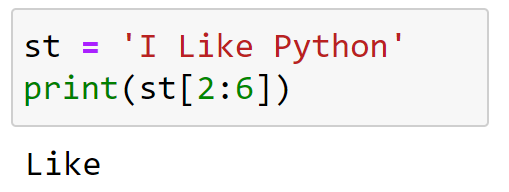 st = 'I Like Python'
print(st[2:6])
Like